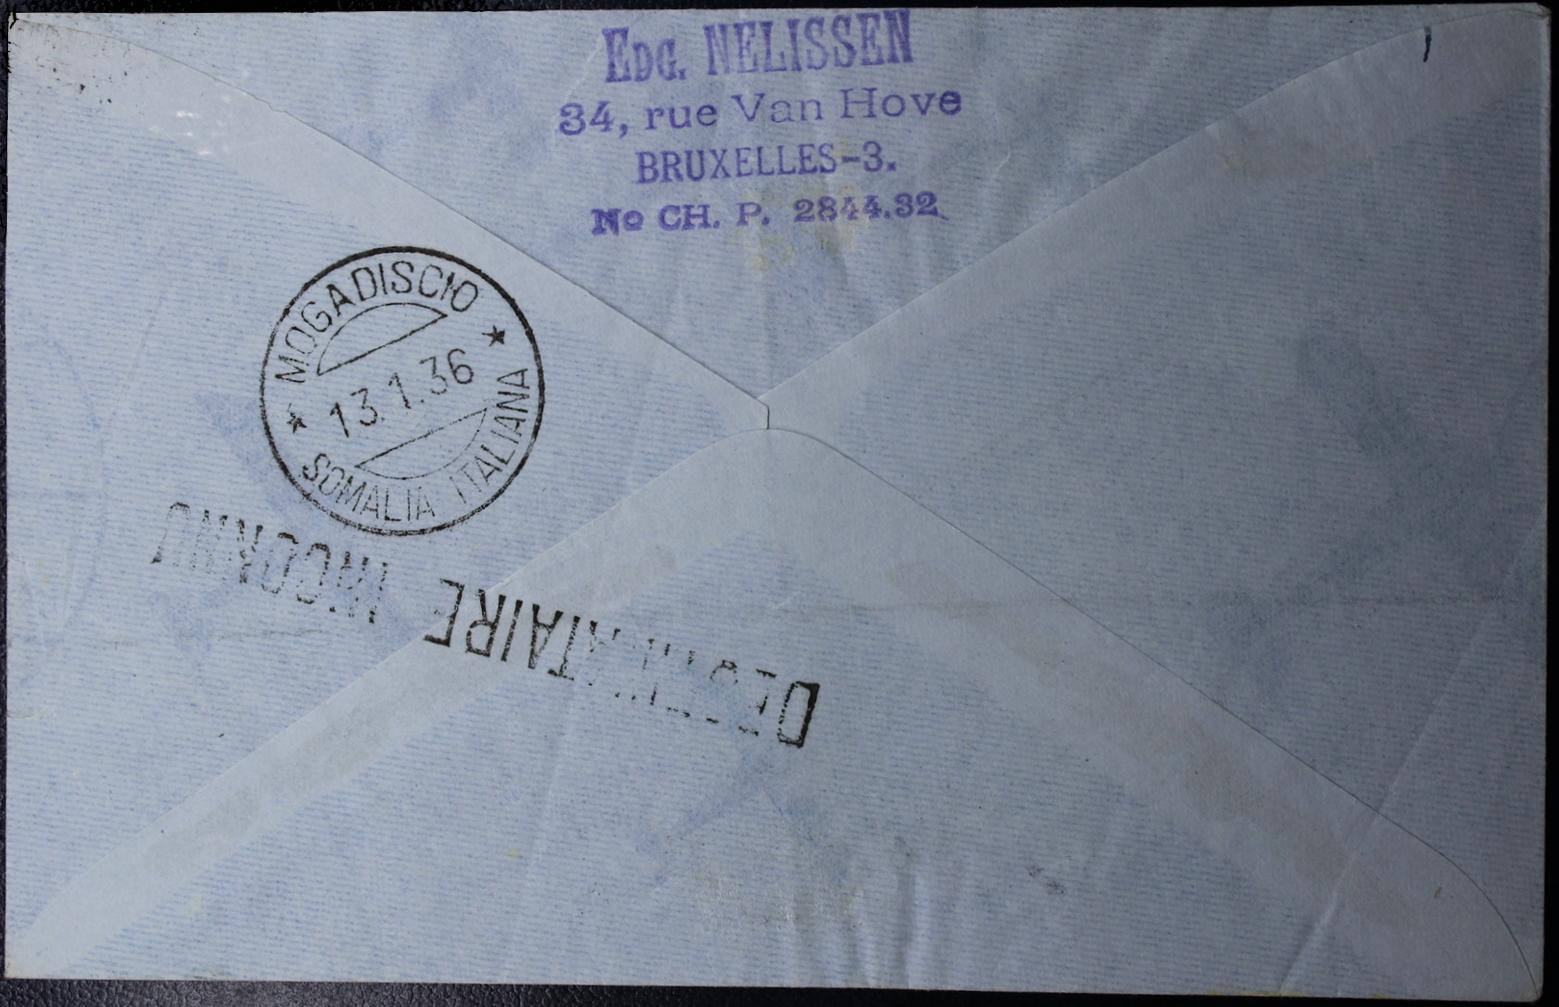 EDG. NELISSEN
34, rue Van Hove
BRUXELLES-3.
No CH. P. 2844.32
MOGADISCIO
13.1.36
SOMALIA ITALIANA
DESTINATAIRE INCONNU